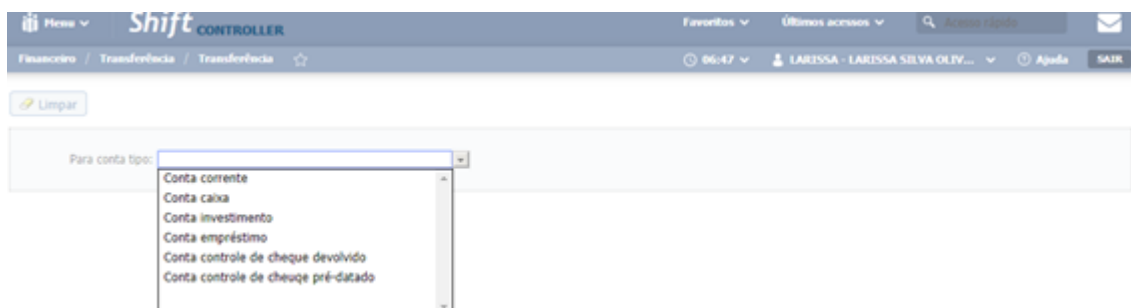 Menu Shift CONTROLLER Favoritos Últimos acessos Acesso rápido
Financeiro / Transferência / Transferência 06:47 LARISSA - LARISSA SILVA OLIV... Ajuda SAIR
Limpar
Para conta tipo:
Conta corrente
Conta caixa
Conta investimento
Conta empréstimo
Conta controle de cheque devolvido
Conta controle de cheuqe pré-datado